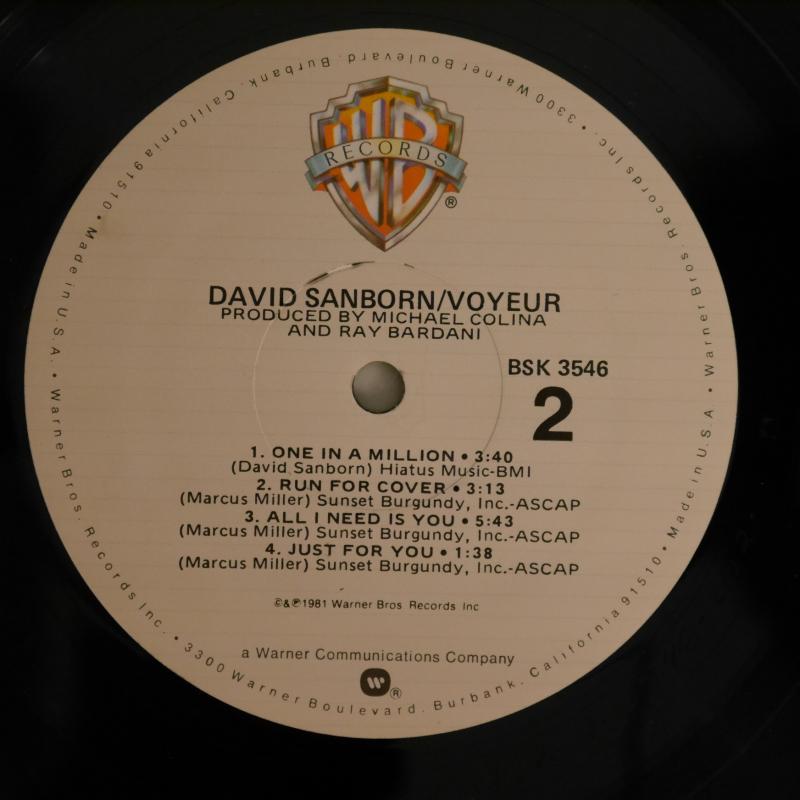 WB
RECORDS
®
DAVID SANBORN/VOYEUR
PRODUCED BY MICHAEL COLINA
AND RAY BARDANI
BSK 3546
2
1. ONE IN A MILLION • 3:40
(David Sanborn) Hiatus Music-BMI
2. RUN FOR COVER • 3:13
(Marcus Miller) Sunset Burgundy, Inc.-ASCAP
3. ALL I NEED IS YOU • 5:43
(Marcus Miller) Sunset Burgundy, Inc.-ASCAP
4. JUST FOR YOU • 1:38
(Marcus Miller) Sunset Burgundy, Inc.-ASCAP
©&℗1981 Warner Bros Records Inc
a Warner Communications Company
®
Warner Bros. Records Inc. • 3300 Warner Boulevard. Burbank. California 91510 • Made in U.S.A • Warner Bros. Records Inc. • 3300 Warner Boulevard. Burbank. California 91510 • Made in U.S.A. •